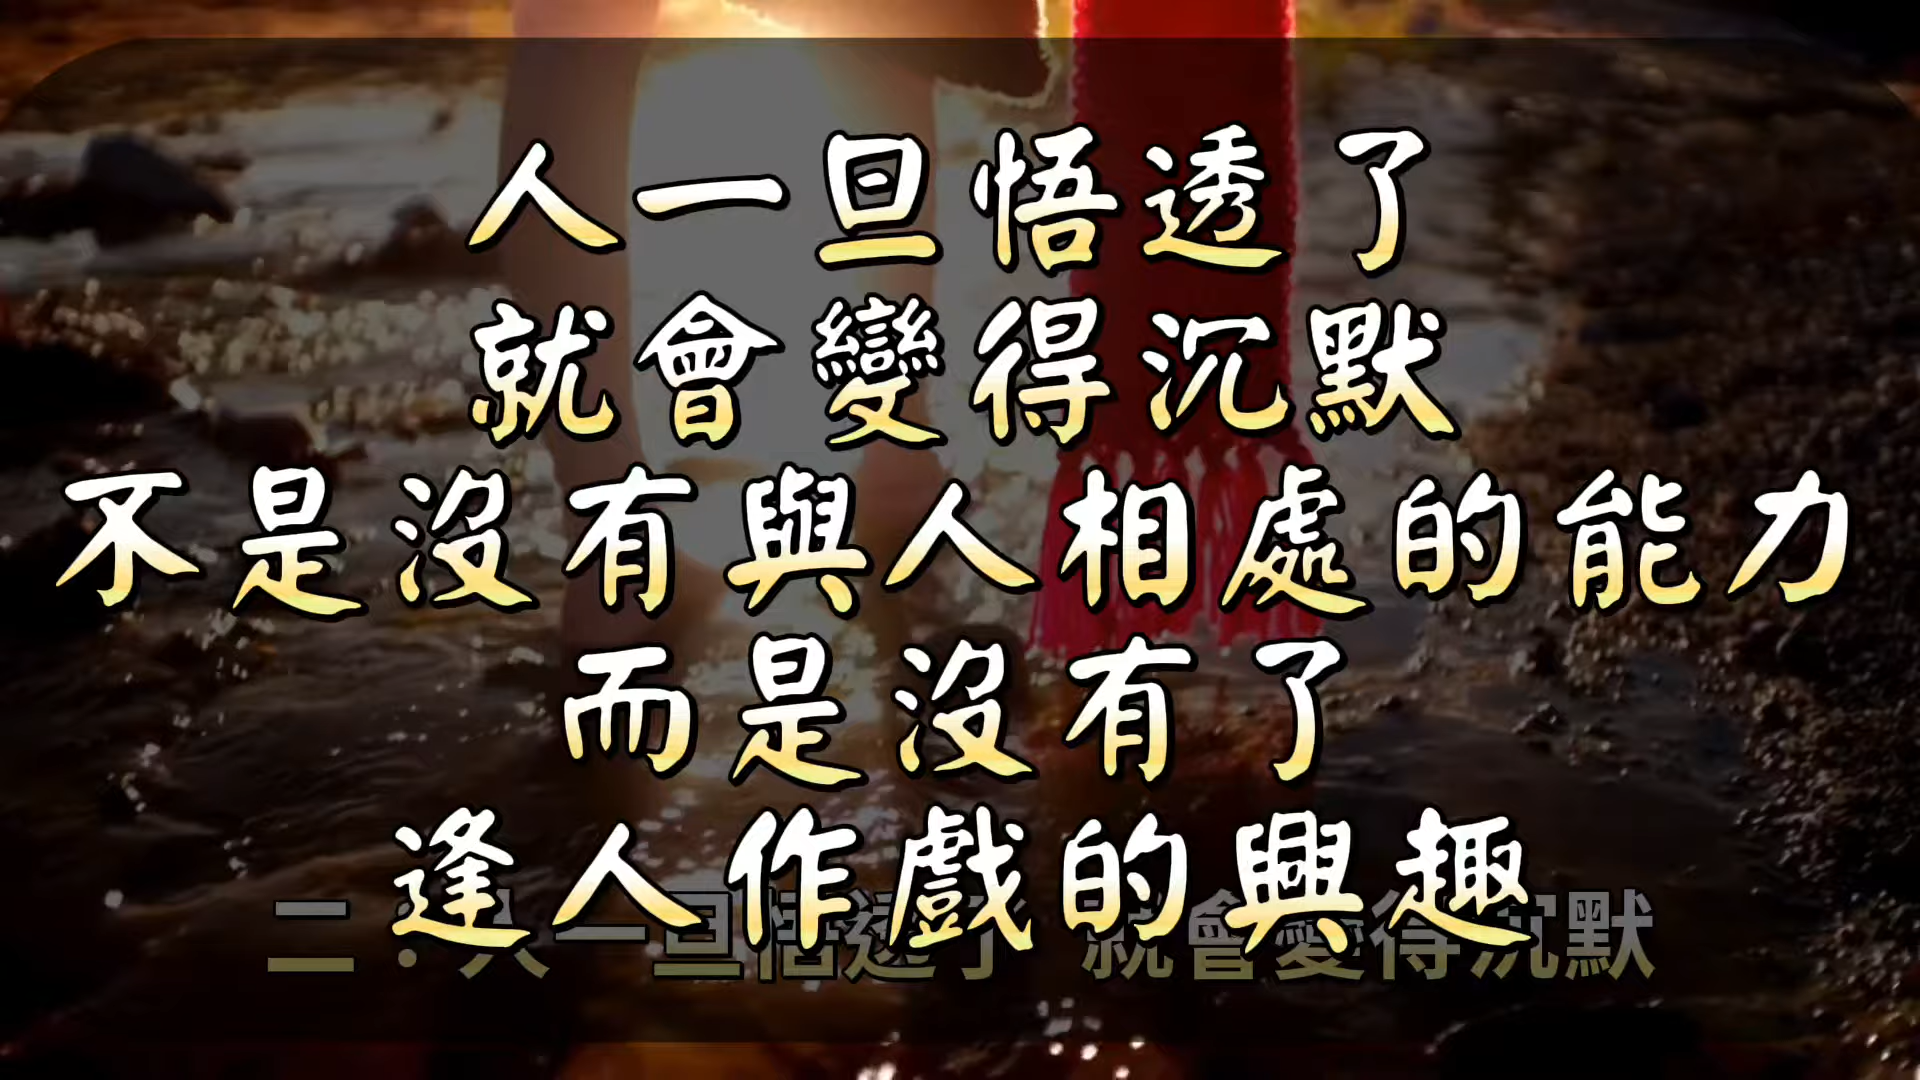 人一旦悟透了
就會變得沉默
不是沒有與人相處的能力
而是沒有了
逢人作戲的興趣
二：人一旦悟透了 就會變得沉默